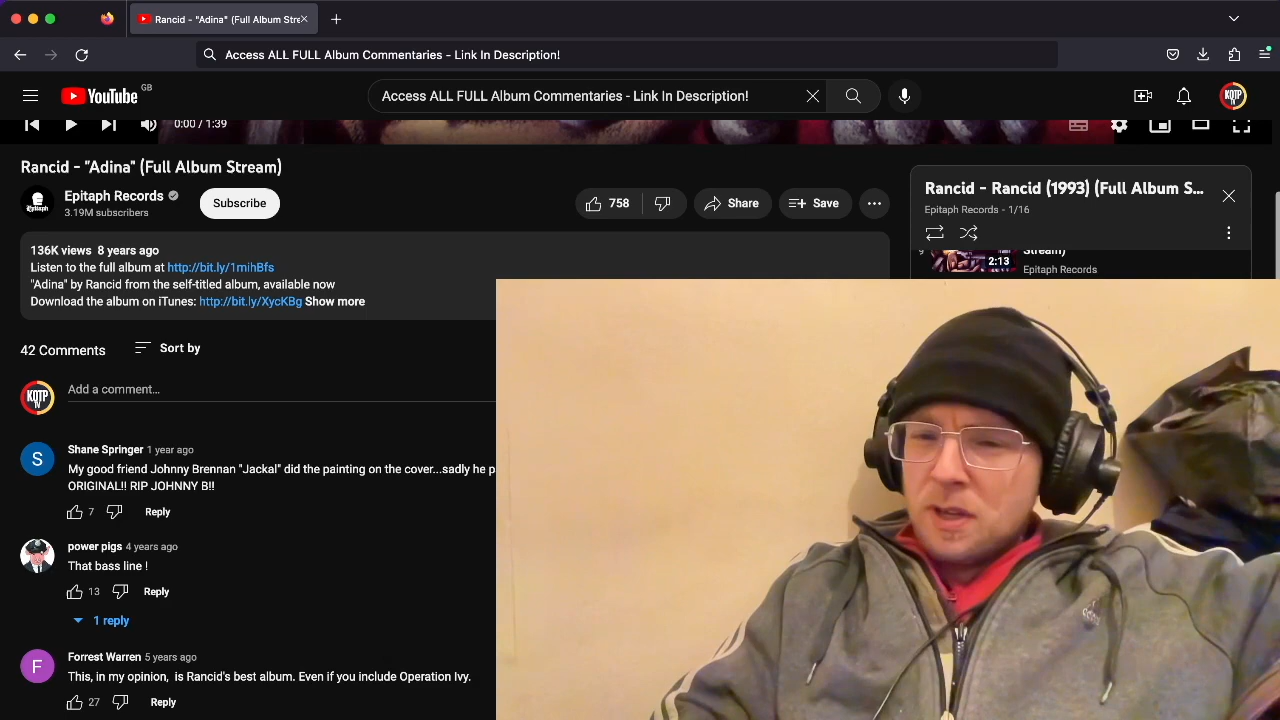 Rancid - "Adina" (Full Album Stre
Access ALL FULL Album Commentaries - Link In Description!
YouTube GB
Access ALL FULL Album Commentaries - Link In Description!
KOTP TV
0:00 / 1:39
Rancid - "Adina" (Full Album Stream)
Epitaph Records
3.19M subscribers
Subscribe
758
Share
Save
136K views 8 years ago
Listen to the full album at http://bit.ly/1mihBfs
"Adina" by Rancid from the self-titled album, available now
Download the album on iTunes: http://bit.ly/XycKBg Show more
Rancid - Rancid (1993) (Full Album S...
Epitaph Records - 1/16
9
2:13
Stream)
Epitaph Records
42 Comments
Sort by
KOTP TV
Add a comment...
S
Shane Springer 1 year ago
My good friend Johnny Brennan "Jackal" did the painting on the cover...sadly he p
ORIGINAL!! RIP JOHNNY B!!
7
Reply
power pigs 4 years ago
That bass line !
13
Reply
1 reply
F
Forrest Warren 5 years ago
This, in my opinion, is Rancid's best album. Even if you include Operation Ivy.
27
Reply